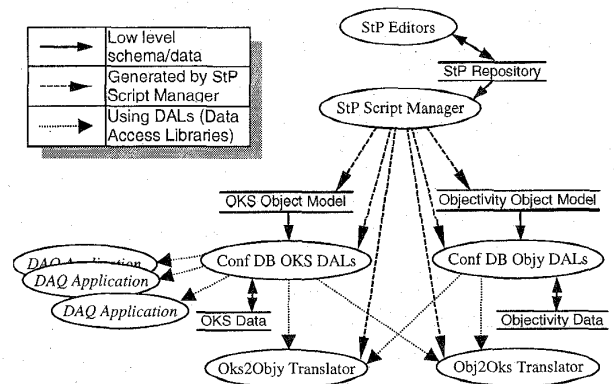 Low level
schema/data
Generated by StP
Script Manager
Using DALs (Data
Access Libraries)
StP Editors
StP Repository
StP Script Manager
OKS Object Model
Objectivity Object Model
Conf DB OKS DALs
Conf DB Objy DALs
DAQ Application
DAQ Application
DAQ Application
OKS Data
Objectivity Data
Oks2Objy Translator
Obj2Oks Translator